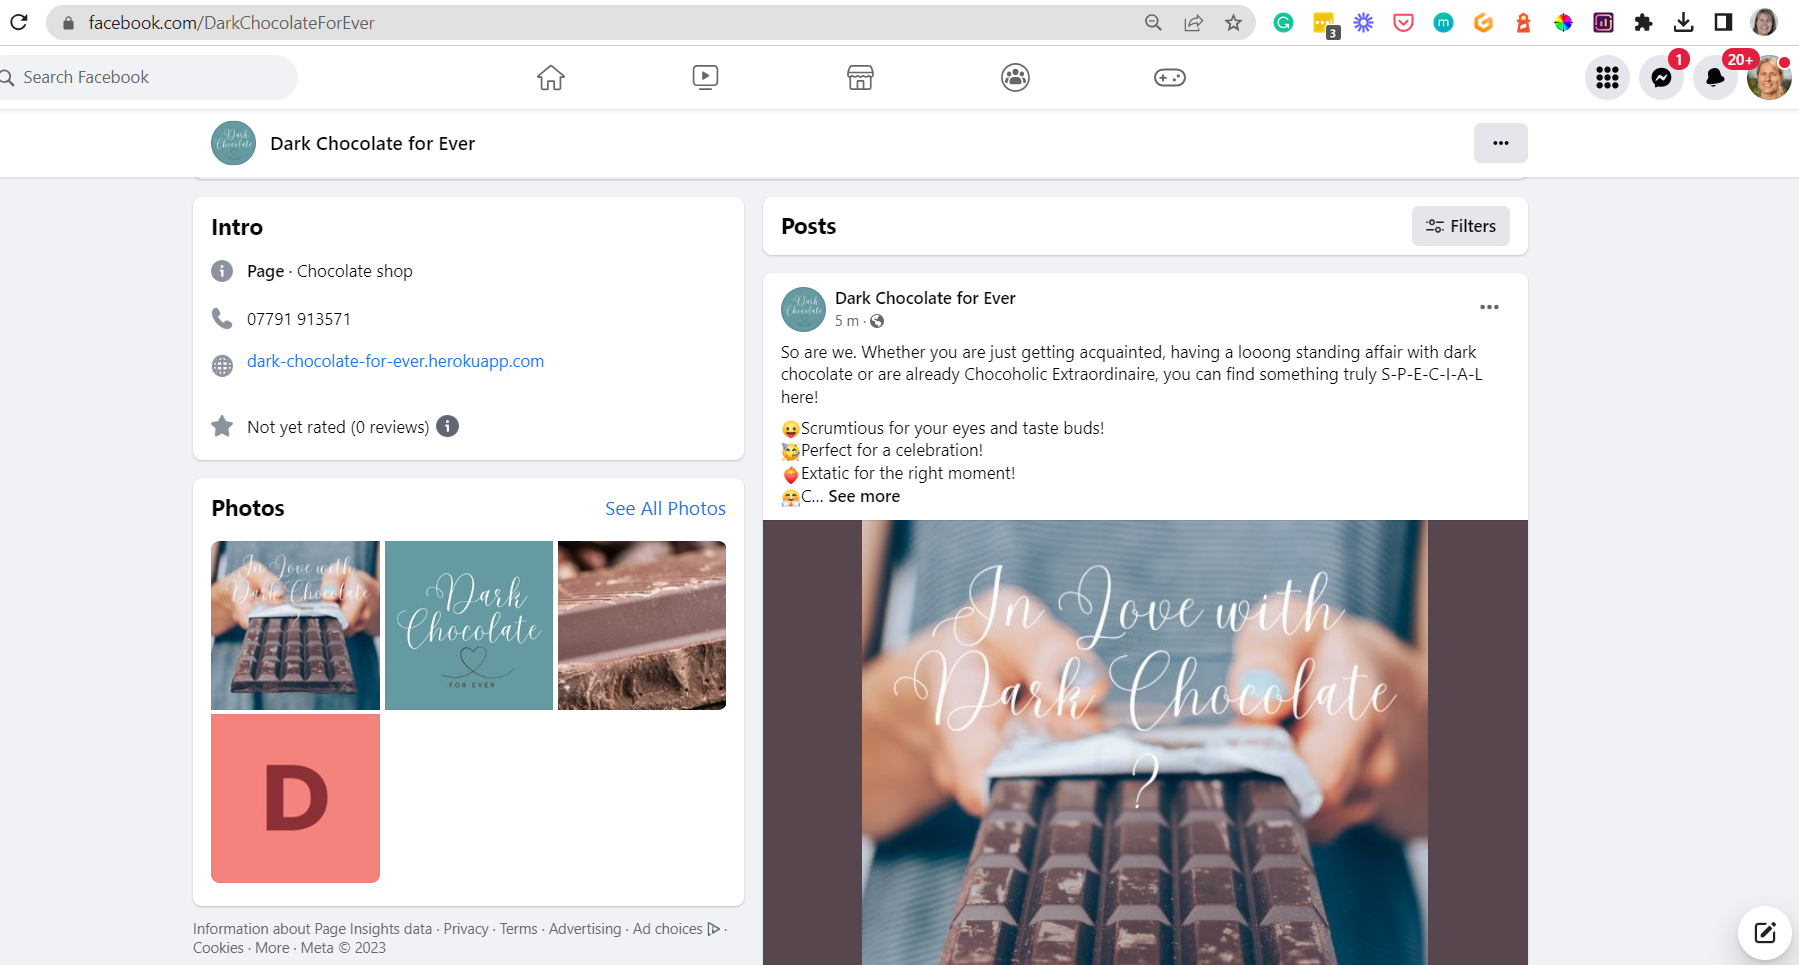 facebook.com/DarkChocolateForEver
3
Search Facebook
1
20+
Dark Chocolate
Dark Chocolate for Ever
Intro
Page · Chocolate shop
07791 913571
dark-chocolate-for-ever.herokuapp.com
Not yet rated (0 reviews)
Photos
See All Photos
In Love with
Dark Chocolate
?
Dark
Chocolate
FOR EVER
D
Information about Page Insights data · Privacy · Terms · Advertising · Ad choices ·
Cookies · More · Meta © 2023
Posts
Filters
Dark Chocolate
Dark Chocolate for Ever
5 m ·
So are we. Whether you are just getting acquainted, having a looong standing affair with dark
chocolate or are already Chocoholic Extraordinaire, you can find something truly S-P-E-C-I-A-L
here!
😛Scrumtious for your eyes and taste buds!
🥳Perfect for a celebration!
❤️‍🔥Extatic for the right moment!
🤗C... See more
In Love with
Dark Chocolate
?